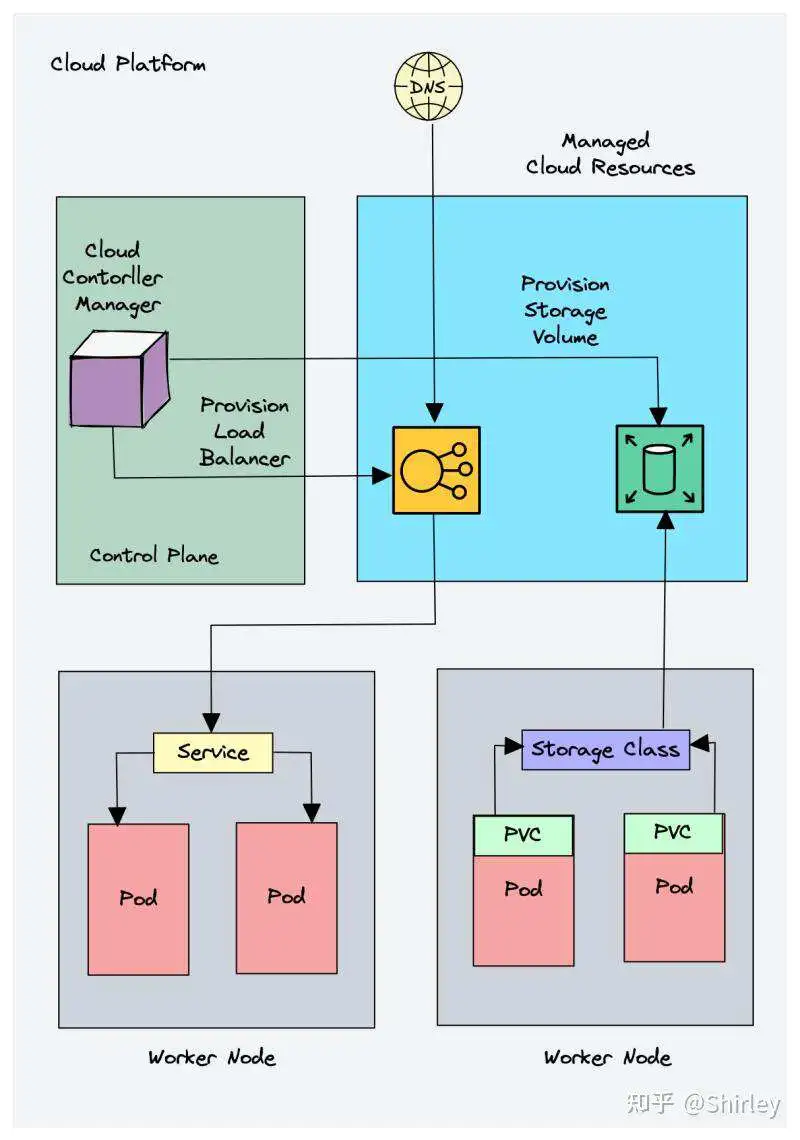 Cloud Platform
DNS
Managed
Cloud Resources
Cloud
Contorller
Manager
Provision
Storage
Volume
Provision
Load
Balancer
Control Plane
Service
Pod
Pod
Worker Node
Storage Class
PVC
Pod
PVC
Pod
Worker Node
知乎 @Shirley